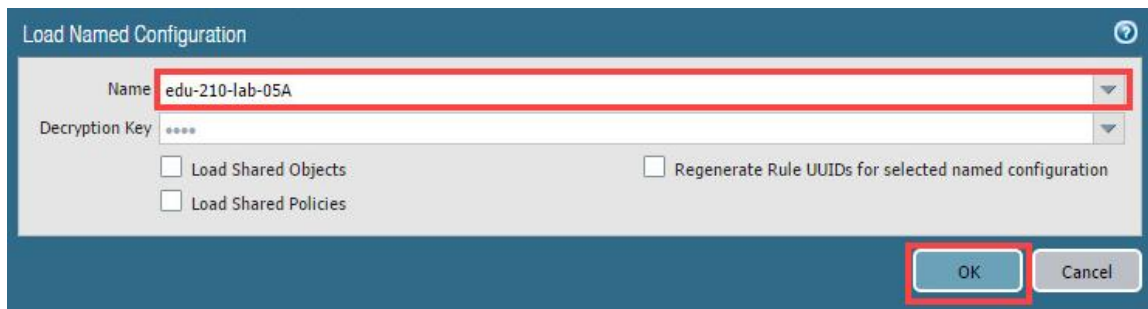 Load Named Configuration
Name edu-210-lab-05A
Decryption Key ••••
Load Shared Objects Regenerate Rule UUIDs for selected named configuration
Load Shared Policies
OK Cancel